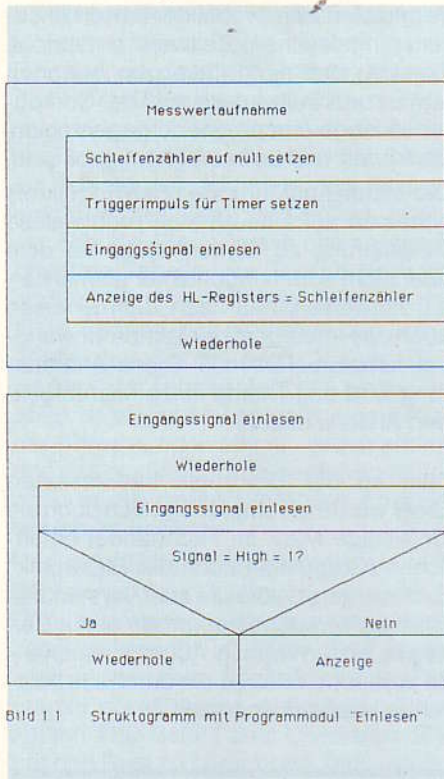 Messwertaufnahme
Schleifenzähler auf null setzen
Triggerimpuls für Timer setzen
Eingangssignal einlesen
Anzeige des HL-Registers = Schleifenzähler
Wiederhole
Eingangssignal einlesen
Wiederhole
Eingangssignal einlesen
Signal = High = 1?
Ja Nein
Wiederhole Anzeige
Bild 1.1 Struktogramm mit Programmodul "Einlesen"